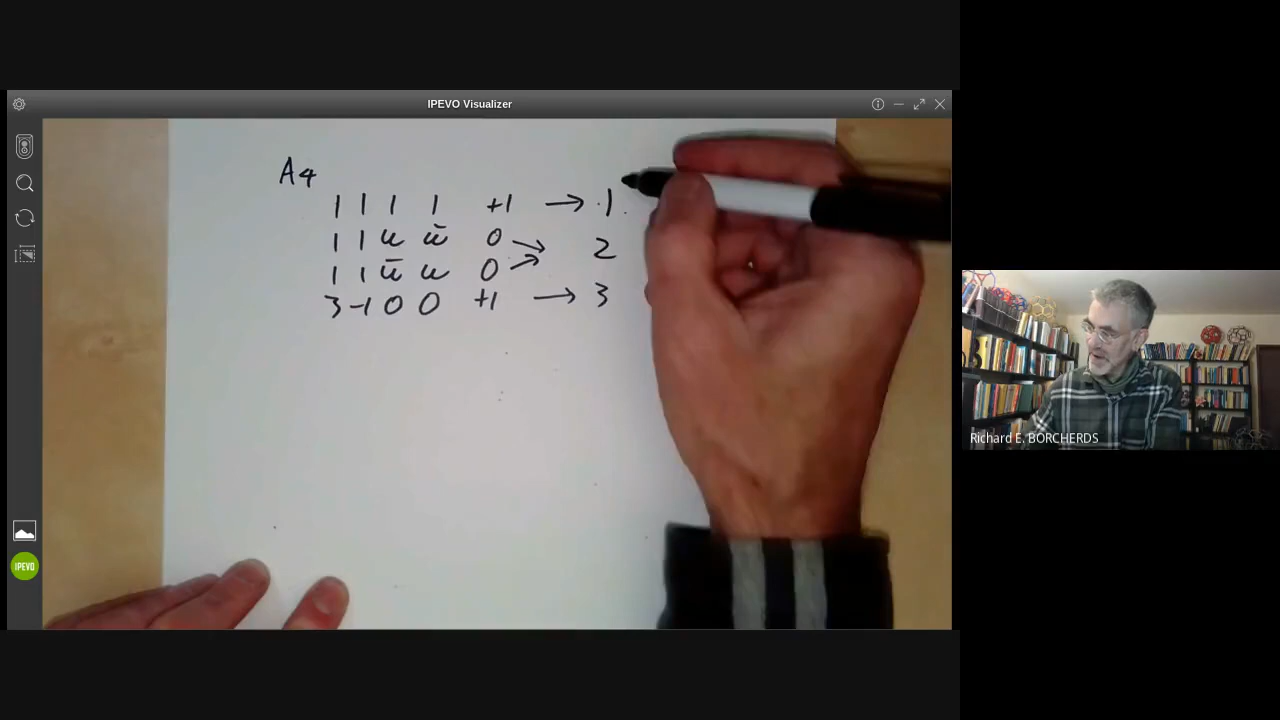 IPEVO Visualizer
A4
1 1 1 1 +1 → 1
1 1 u ū 0 → 2
1 1 ū u 0 →
3 -1 0 0 +1 → 3
IPEVO
Richard E. BORCHERDS